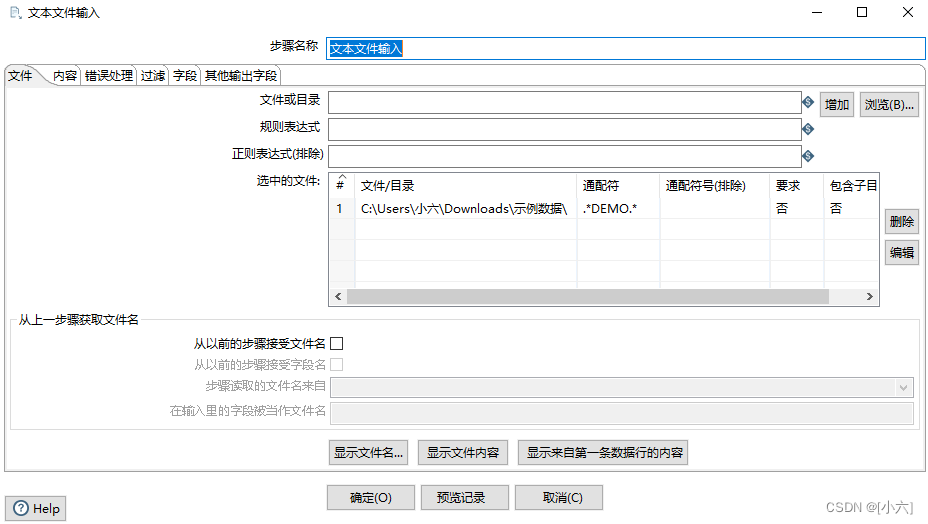 文本文件输入
步骤名称 文本文件输入
文件 内容 错误处理 过滤 字段 其他输出字段
文件或目录 增加 浏览(B)...
规则表达式
正则表达式(排除)
选中的文件: # 文件/目录 通配符 通配符号(排除) 要求 包含子目
1 C:\Users\小六\Downloads\示例数据\ .*DEMO.* 否 否
删除
编辑
从上一步骤获取文件名
从以前的步骤接受文件名
从以前的步骤接受字段名
步骤读取的文件名来自
在输入里的字段被当作文件名
显示文件名... 显示文件内容 显示来自第一条数据行的内容
确定(O) 预览记录 取消(C)
Help
CSDN @[小六]